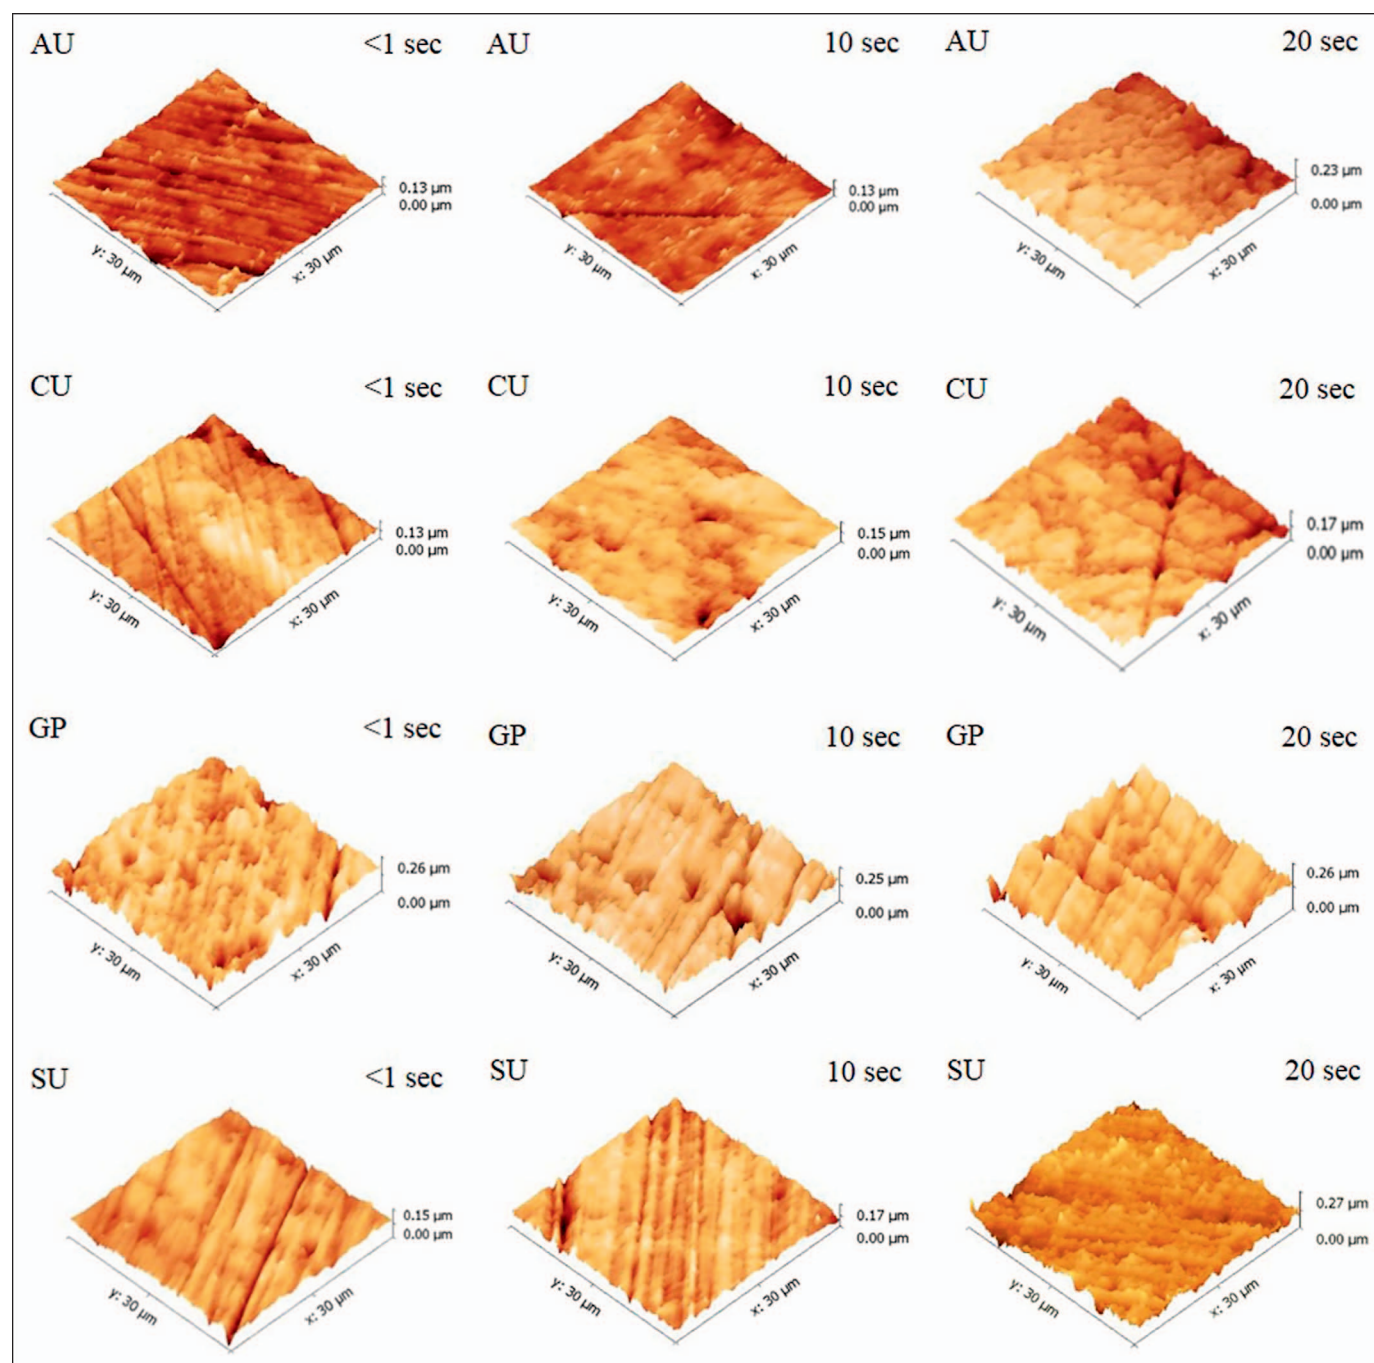 AU <1 sec
0.13 µm
0.00 µm
y: 30 µm
x: 30 µm
AU 10 sec
0.13 µm
0.00 µm
y: 30 µm
x: 30 µm
AU 20 sec
0.23 µm
0.00 µm
y: 30 µm
x: 30 µm
CU <1 sec
0.13 µm
0.00 µm
y: 30 µm
x: 30 µm
CU 10 sec
0.15 µm
0.00 µm
y: 30 µm
x: 30 µm
CU 20 sec
0.17 µm
0.00 µm
y: 30 µm
x: 30 µm
GP <1 sec
0.26 µm
0.00 µm
y: 30 µm
x: 30 µm
GP 10 sec
0.25 µm
0.00 µm
y: 30 µm
x: 30 µm
GP 20 sec
0.26 µm
0.00 µm
y: 30 µm
x: 30 µm
SU <1 sec
0.15 µm
0.00 µm
y: 30 µm
x: 30 µm
SU 10 sec
0.17 µm
0.00 µm
y: 30 µm
x: 30 µm
SU 20 sec
0.27 µm
0.00 µm
y: 30 µm
x: 30 µm